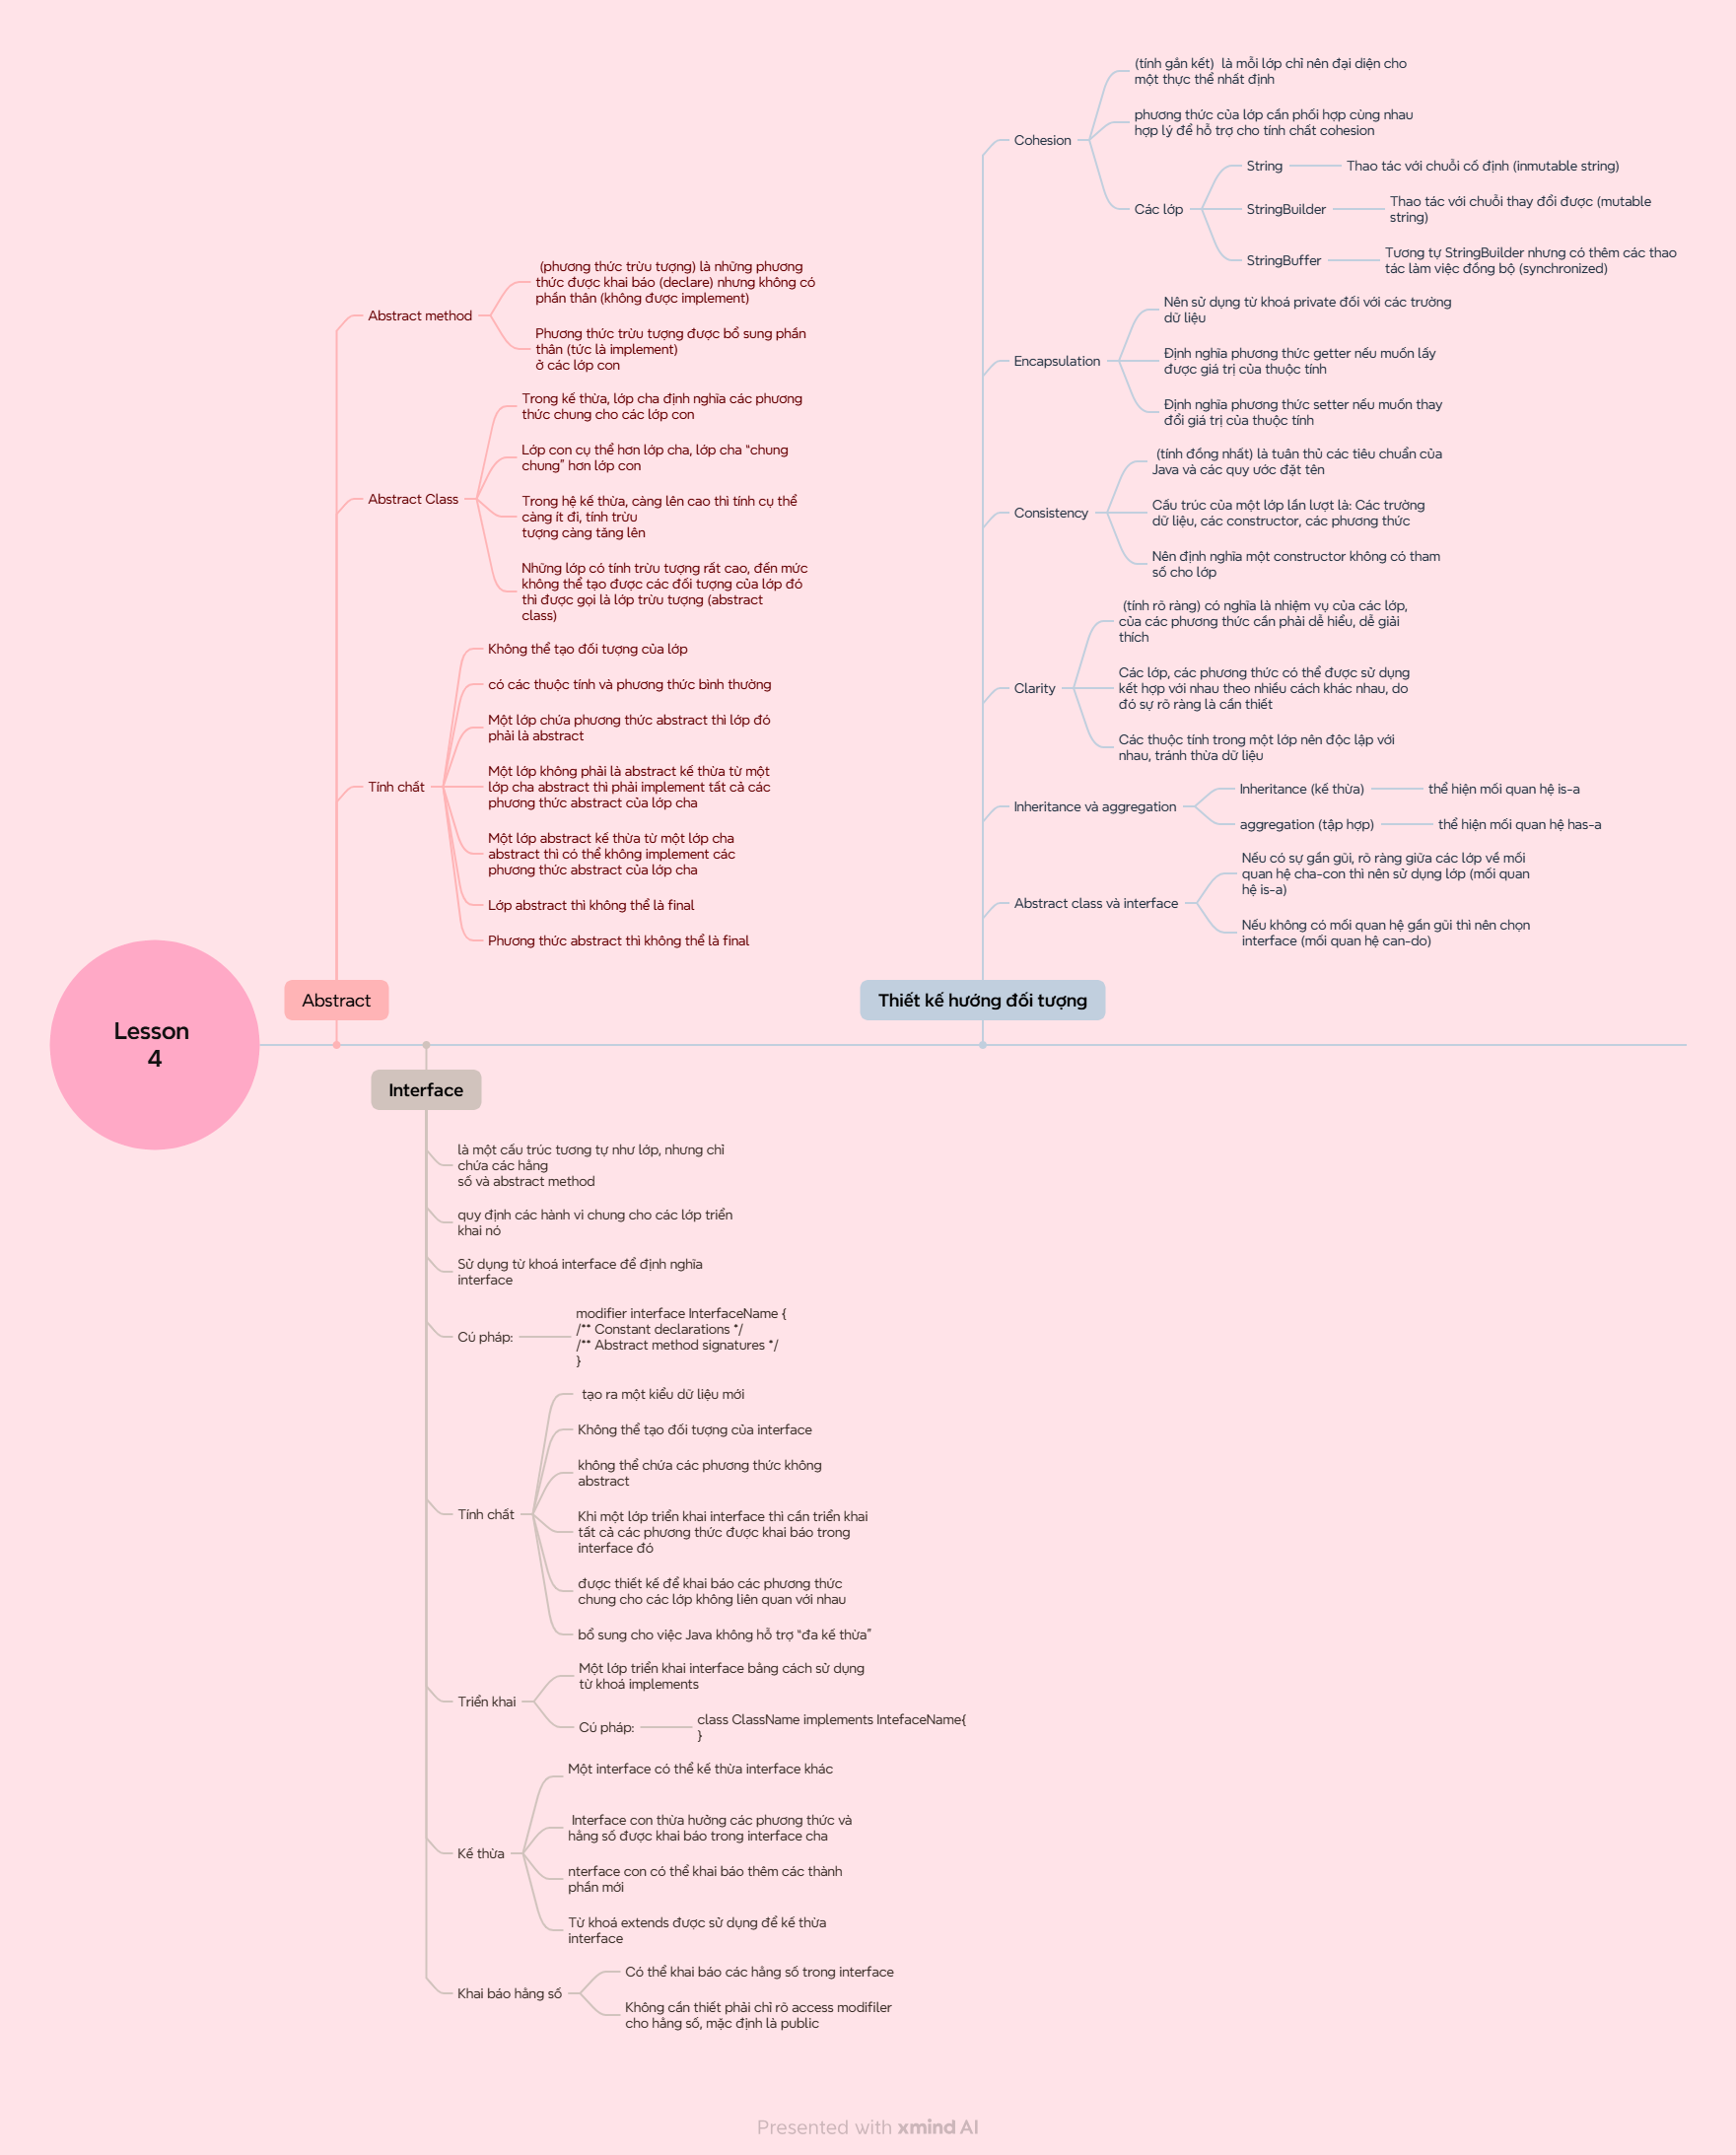 Lesson
4
Abstract
Abstract method
(phương thức trừu tượng) là những phương
thức được khai báo (declare) nhưng không có
phần thân (không được implement)
Phương thức trừu tượng được bổ sung phần
thân (tức là implement)
ở các lớp con
Abstract Class
Trong kế thừa, lớp cha định nghĩa các phương
thức chung cho các lớp con
Lớp con cụ thể hơn lớp cha, lớp cha “chung
chung” hơn lớp con
Trong hệ kế thừa, càng lên cao thì tính cụ thể
càng ít đi, tính trừu
tượng càng tăng lên
Những lớp có tính trừu tượng rất cao, đến mức
không thể tạo được các đối tượng của lớp đó
thì được gọi là lớp trừu tượng (abstract
class)
Tính chất
Không thể tạo đối tượng của lớp
có các thuộc tính và phương thức bình thường
Một lớp chứa phương thức abstract thì lớp đó
phải là abstract
Một lớp không phải là abstract kế thừa từ một
lớp cha abstract thì phải implement tất cả các
phương thức abstract của lớp cha
Một lớp abstract kế thừa từ một lớp cha
abstract thì có thể không implement các
phương thức abstract của lớp cha
Lớp abstract thì không thể là final
Phương thức abstract thì không thể là final
Interface
là một cấu trúc tương tự như lớp, nhưng chỉ
chứa các hằng
số và abstract method
quy định các hành vi chung cho các lớp triển
khai nó
Sử dụng từ khoá interface để định nghĩa
interface
Cú pháp:
modifier interface InterfaceName {
/** Constant declarations */
/** Abstract method signatures */
}
Tính chất
tạo ra một kiểu dữ liệu mới
Không thể tạo đối tượng của interface
không thể chứa các phương thức không
abstract
Khi một lớp triển khai interface thì cần triển khai
tất cả các phương thức được khai báo trong
interface đó
được thiết kế để khai báo các phương thức
chung cho các lớp không liên quan với nhau
bổ sung cho việc Java không hỗ trợ “đa kế thừa”
Triển khai
Một lớp triển khai interface bằng cách sử dụng
từ khoá implements
Cú pháp:
class ClassName implements IntefaceName{
}
Kế thừa
Một interface có thể kế thừa interface khác
Interface con thừa hưởng các phương thức và
hằng số được khai báo trong interface cha
nterface con có thể khai báo thêm các thành
phần mới
Từ khoá extends được sử dụng để kế thừa
interface
Khai báo hằng số
Có thể khai báo các hằng số trong interface
Không cần thiết phải chỉ rõ access modifiler
cho hằng số, mặc định là public
Thiết kế hướng đối tượng
Cohesion
(tính gắn kết) là mỗi lớp chỉ nên đại diện cho
một thực thể nhất định
phương thức của lớp cần phối hợp cùng nhau
hợp lý để hỗ trợ cho tính chất cohesion
Các lớp
String
Thao tác với chuỗi cố định (inmutable string)
StringBuilder
Thao tác với chuỗi thay đổi được (mutable
string)
StringBuffer
Tương tự StringBuilder nhưng có thêm các thao
tác làm việc đồng bộ (synchronized)
Encapsulation
Nên sử dụng từ khoá private đối với các trường
dữ liệu
Định nghĩa phương thức getter nếu muốn lấy
được giá trị của thuộc tính
Định nghĩa phương thức setter nếu muốn thay
đổi giá trị của thuộc tính
Consistency
(tính đồng nhất) là tuân thủ các tiêu chuẩn của
Java và các quy ước đặt tên
Cấu trúc của một lớp lần lượt là: Các trường
dữ liệu, các constructor, các phương thức
Nên định nghĩa một constructor không có tham
số cho lớp
Clarity
(tính rõ ràng) có nghĩa là nhiệm vụ của các lớp,
của các phương thức cần phải dễ hiểu, dễ giải
thích
Các lớp, các phương thức có thể được sử dụng
kết hợp với nhau theo nhiều cách khác nhau, do
đó sự rõ ràng là cần thiết
Các thuộc tính trong một lớp nên độc lập với
nhau, tránh thừa dữ liệu
Inheritance và aggregation
Inheritance (kế thừa)
thể hiện mối quan hệ is-a
aggregation (tập hợp)
thể hiện mối quan hệ has-a
Abstract class và interface
Nếu có sự gần gũi, rõ ràng giữa các lớp về mối
quan hệ cha-con thì nên sử dụng lớp (mối quan
hệ is-a)
Nếu không có mối quan hệ gần gũi thì nên chọn
interface (mối quan hệ can-do)
Presented with xmind AI